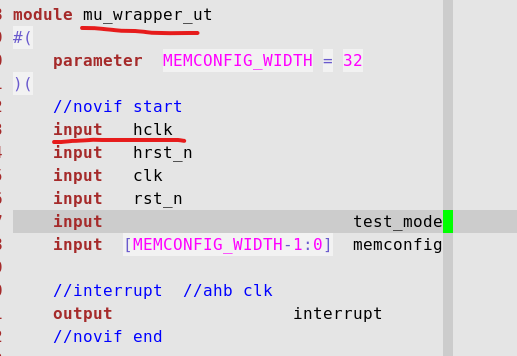 module mu_wrapper_ut
#(
parameter MEMCONFIG_WIDTH = 32
)(
//novif start
input hclk
input hrst_n
input clk
input rst_n
input test_mode
input [MEMCONFIG_WIDTH-1:0] memconfig
//interrupt //ahb clk
output interrupt
//novif end